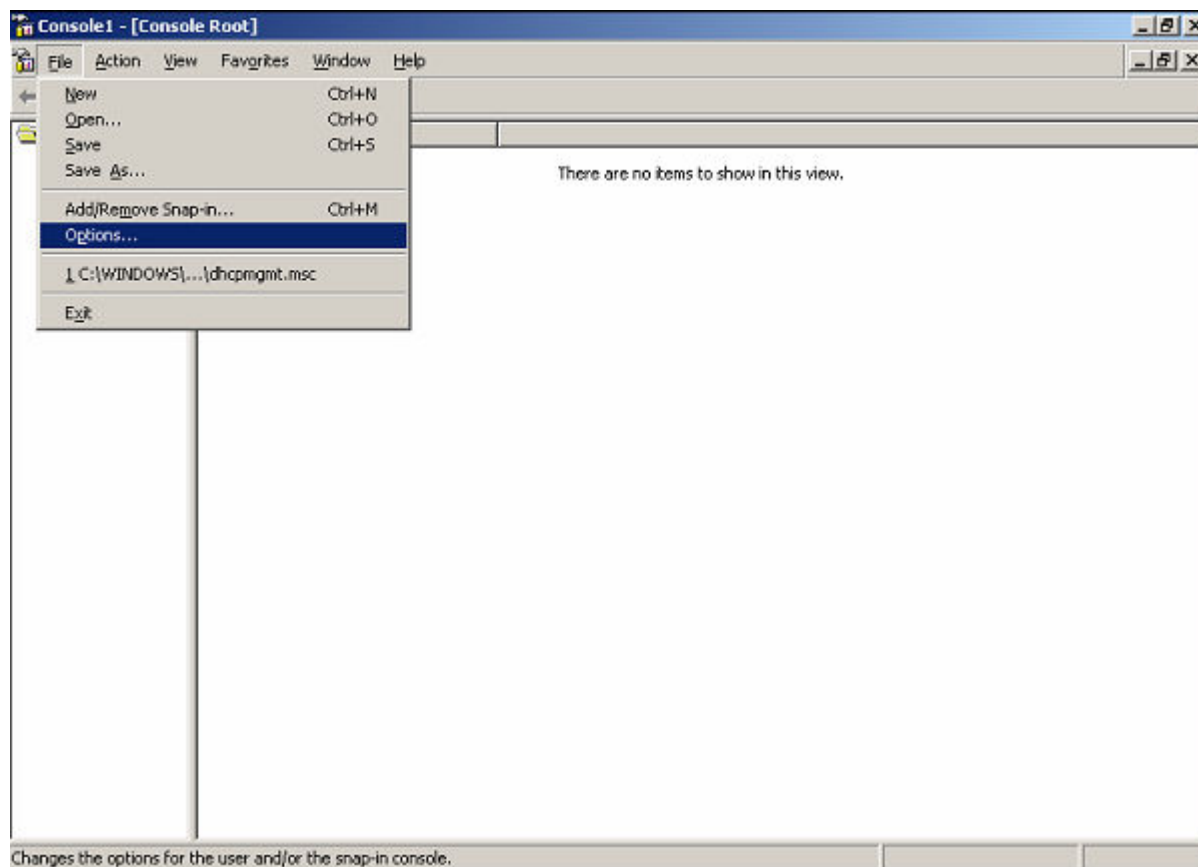 Console1 - [Console Root]
File Action View Favorites Window Help
New Ctrl+N
Open... Ctrl+O
Save Ctrl+S
Save As...
Add/Remove Snap-in... Ctrl+M
Options...
1 C:\WINDOWS\...\dhcpmgmt.msc
Exit
There are no items to show in this view.
Changes the options for the user and/or the snap-in console.